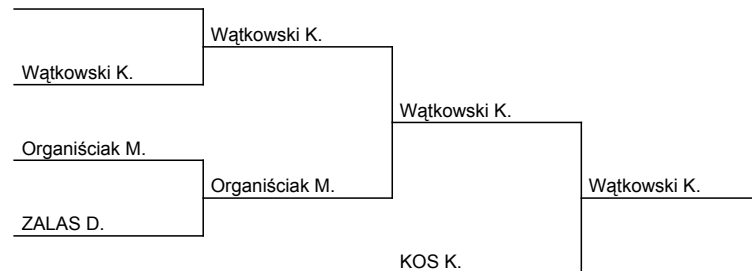 Wątkowski K.
Wątkowski K.
Wątkowski K.
Organiściak M.
Organiściak M.
Wątkowski K.
ZALAS D.
KOS K.